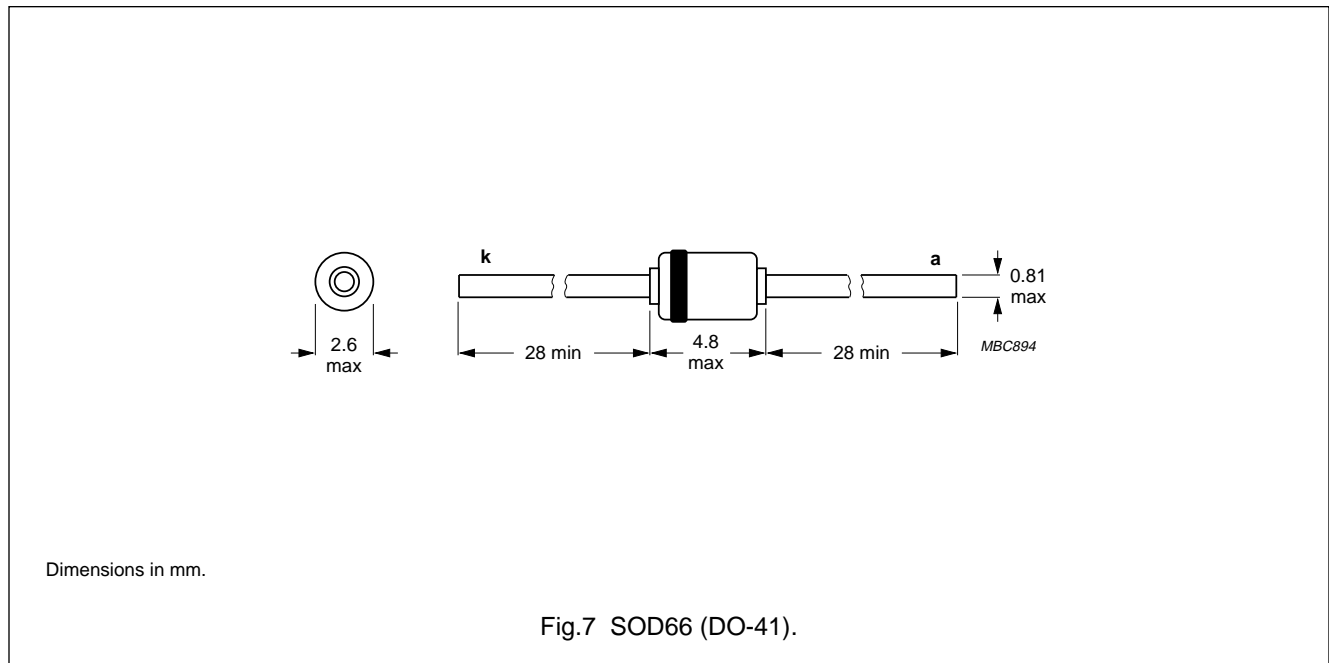 k
a
0.81
max
2.6
max
28 min
4.8
max
28 min
MBC894
Dimensions in mm.
Fig.7 SOD66 (DO-41).